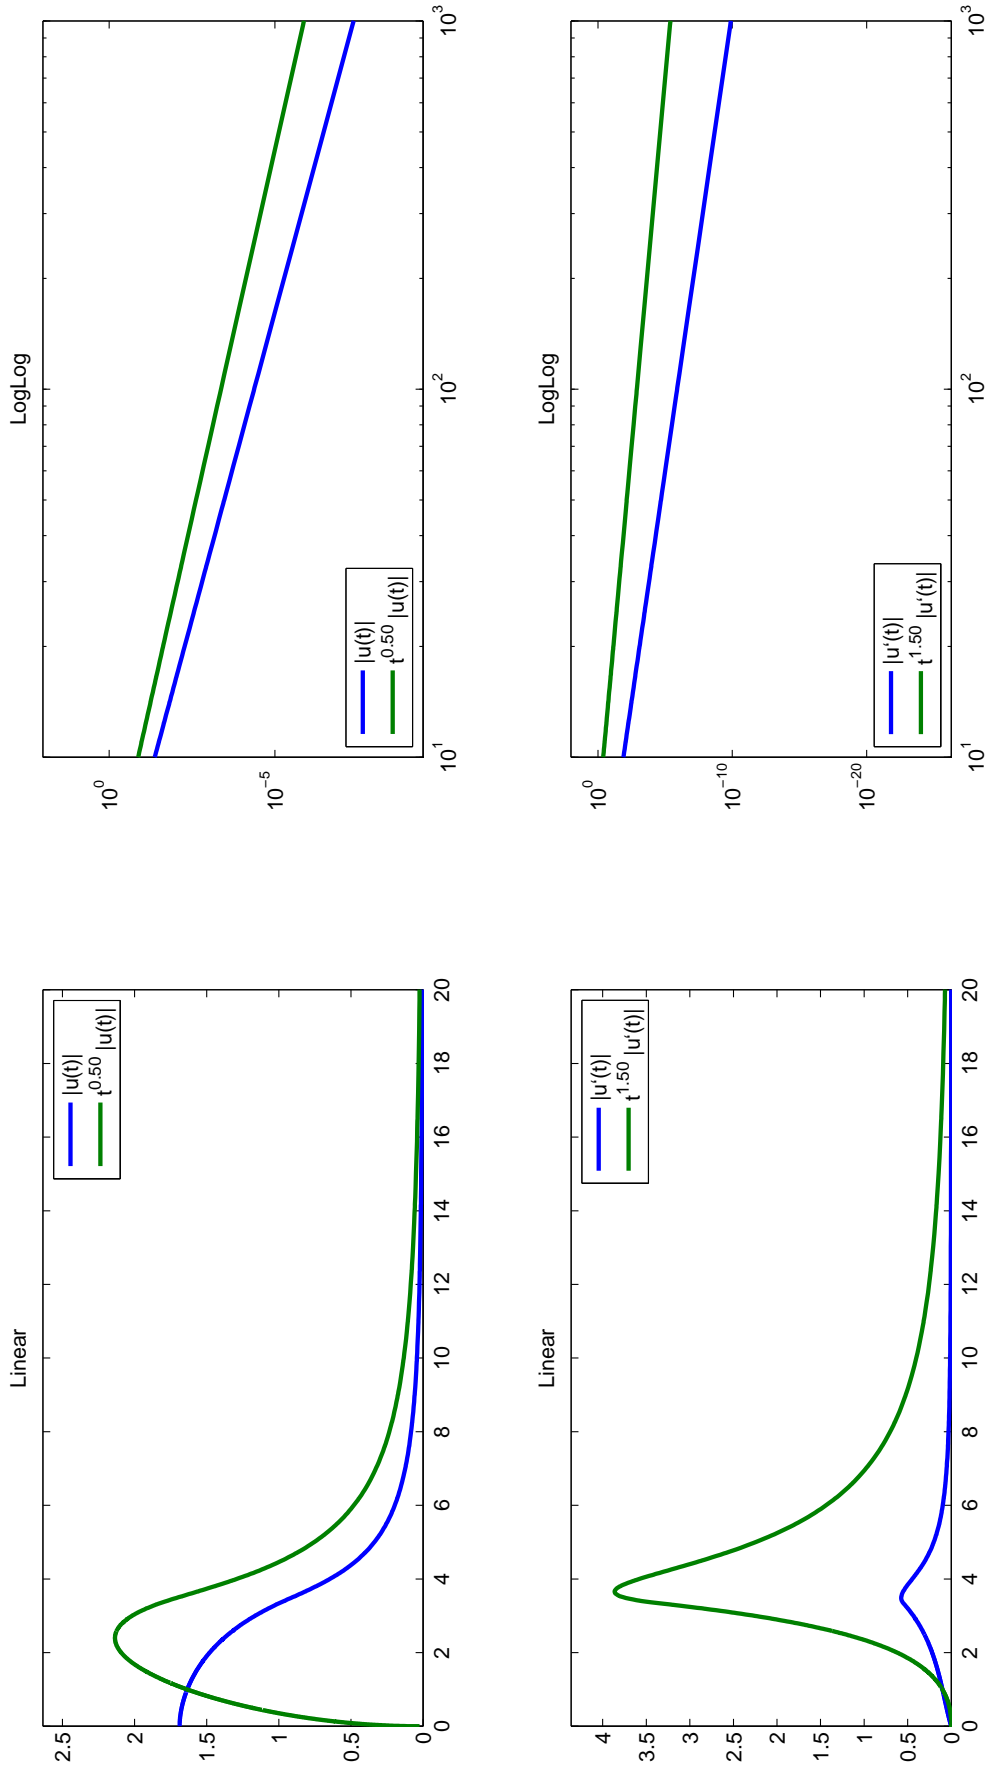 Linear
2.5
2
1.5
1
0.5
0
0 2 4 6 8 10 12 14 16 18 20
|u(t)|
t^0.50 |u(t)|
LogLog
10^0
10^−5
10^1 10^2 10^3
|u(t)|
t^0.50 |u(t)|
Linear
4
3.5
3
2.5
2
1.5
1
0.5
0
0 2 4 6 8 10 12 14 16 18 20
|u‘(t)|
t^1.50 |u‘(t)|
LogLog
10^0
10^−10
10^−20
10^1 10^2 10^3
|u‘(t)|
t^1.50 |u‘(t)|